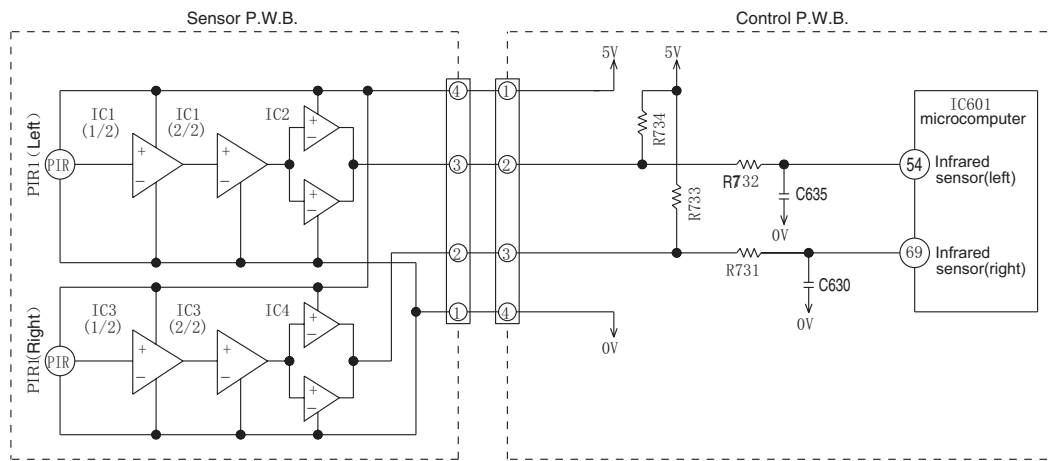 Sensor P.W.B.
Control P.W.B.
5V
5V
4
1
IC1
(1/2)
IC1
(2/2)
IC2
IC601
microcomputer
R734
PIR1 (Left)
PIR
+
−
+
−
+
−
+
−
3
2
R732
54
Infrared
sensor(left)
C635
0V
R733
2
3
R731
69
Infrared
sensor(right)
C630
0V
1
4
0V
IC3
(1/2)
IC3
(2/2)
IC4
PIR1(Right)
PIR
+
−
+
−
+
−
+
−